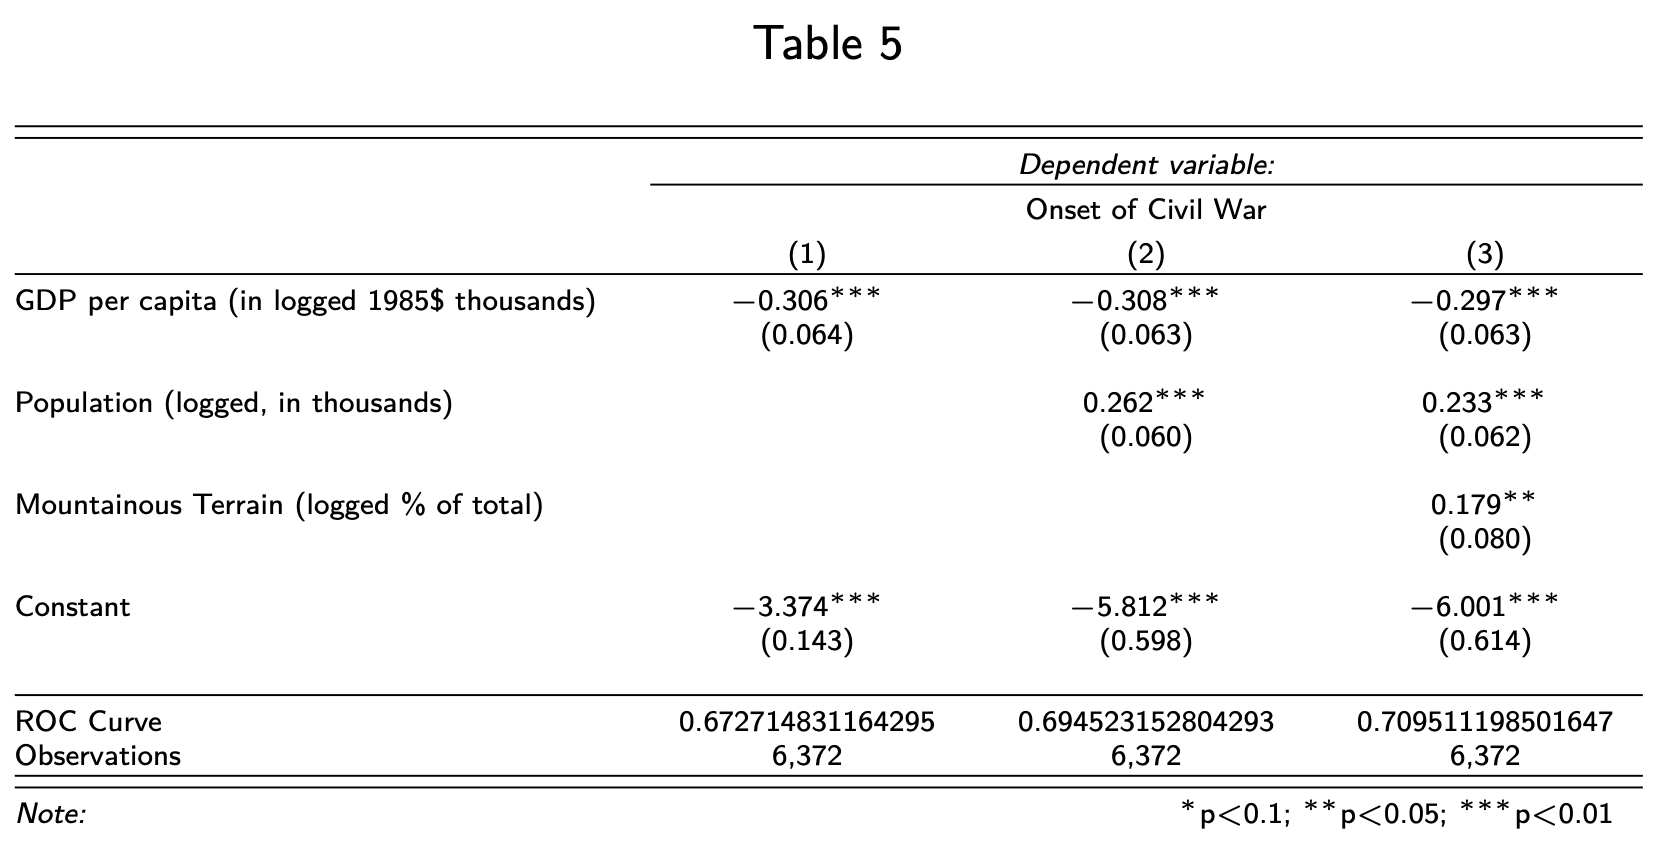 Table 5
Dependent variable:
Onset of Civil War
(1) (2) (3)
GDP per capita (in logged 1985$ thousands) −0.306*** −0.308*** −0.297***
(0.064) (0.063) (0.063)
Population (logged, in thousands) 0.262*** 0.233***
(0.060) (0.062)
Mountainous Terrain (logged % of total) 0.179**
(0.080)
Constant −3.374*** −5.812*** −6.001***
(0.143) (0.598) (0.614)
ROC Curve 0.672714831164295 0.694523152804293 0.709511198501647
Observations 6,372 6,372 6,372
Note: *p<0.1; **p<0.05; ***p<0.01